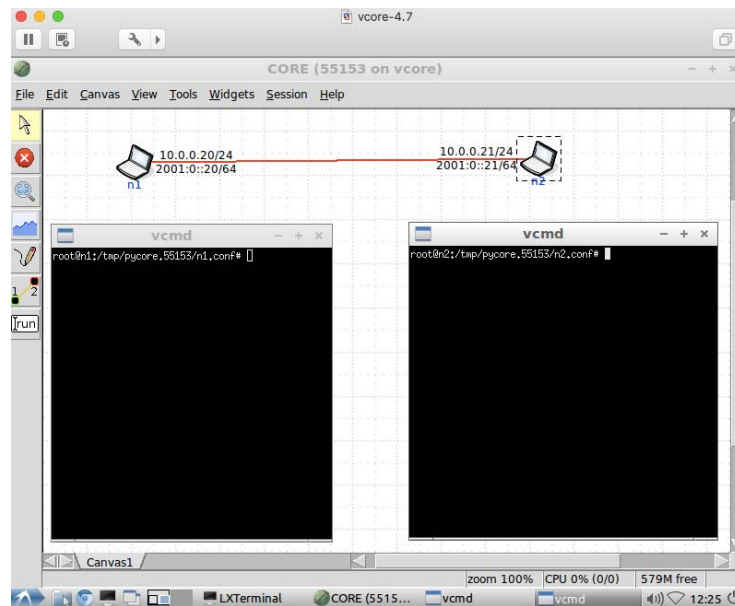 vcore-4.7
CORE (55153 on vcore)
File Edit Canvas View Tools Widgets Session Help
10.0.0.20/24
2001:0::20/64
n1
10.0.0.21/24
2001:0::21/64
n2
1 2
run
vcmd
root@n1:/tmp/pycore.55153/n1.conf#
vcmd
root@n2:/tmp/pycore.55153/n2.conf#
Canvas1
zoom 100% CPU 0% (0/0) 579M free
LXTerminal CORE (5515... vcmd vcmd 12:25